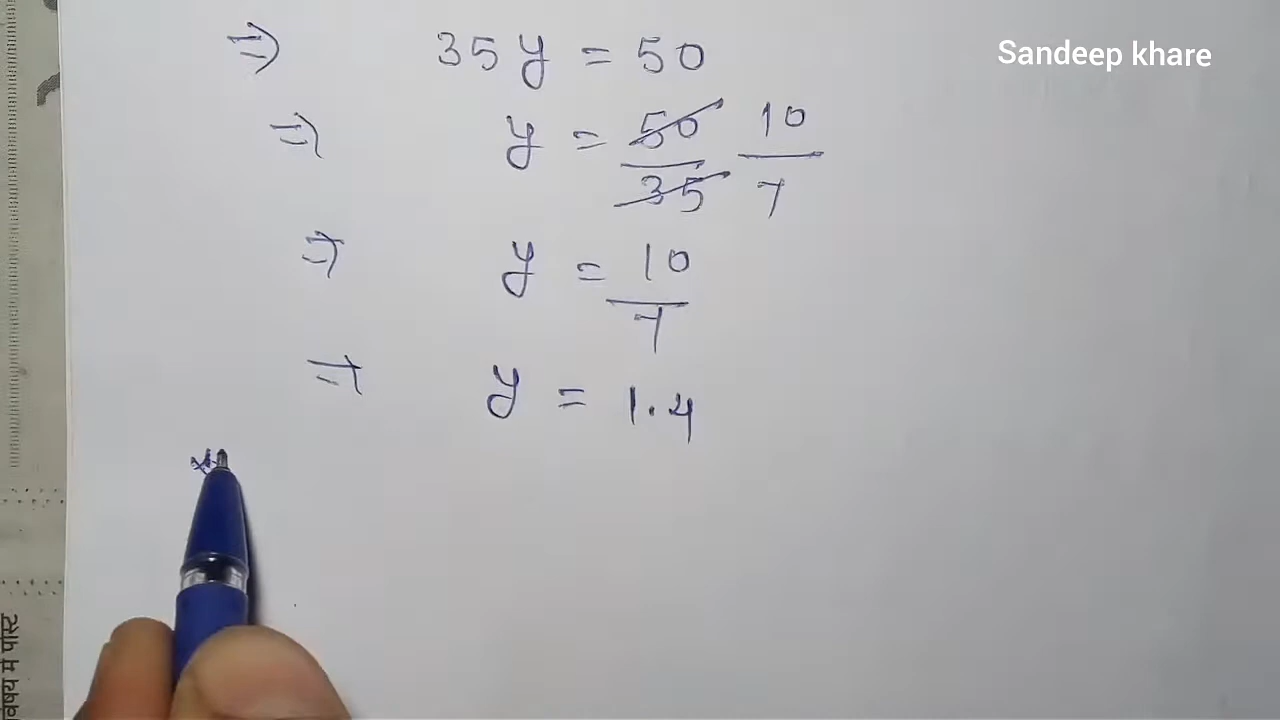 ⇒ 35y = 50 Sandeep khare
⇒ y = 50/35 10/7
⇒ y = 10/7
⇒ y = 1.4